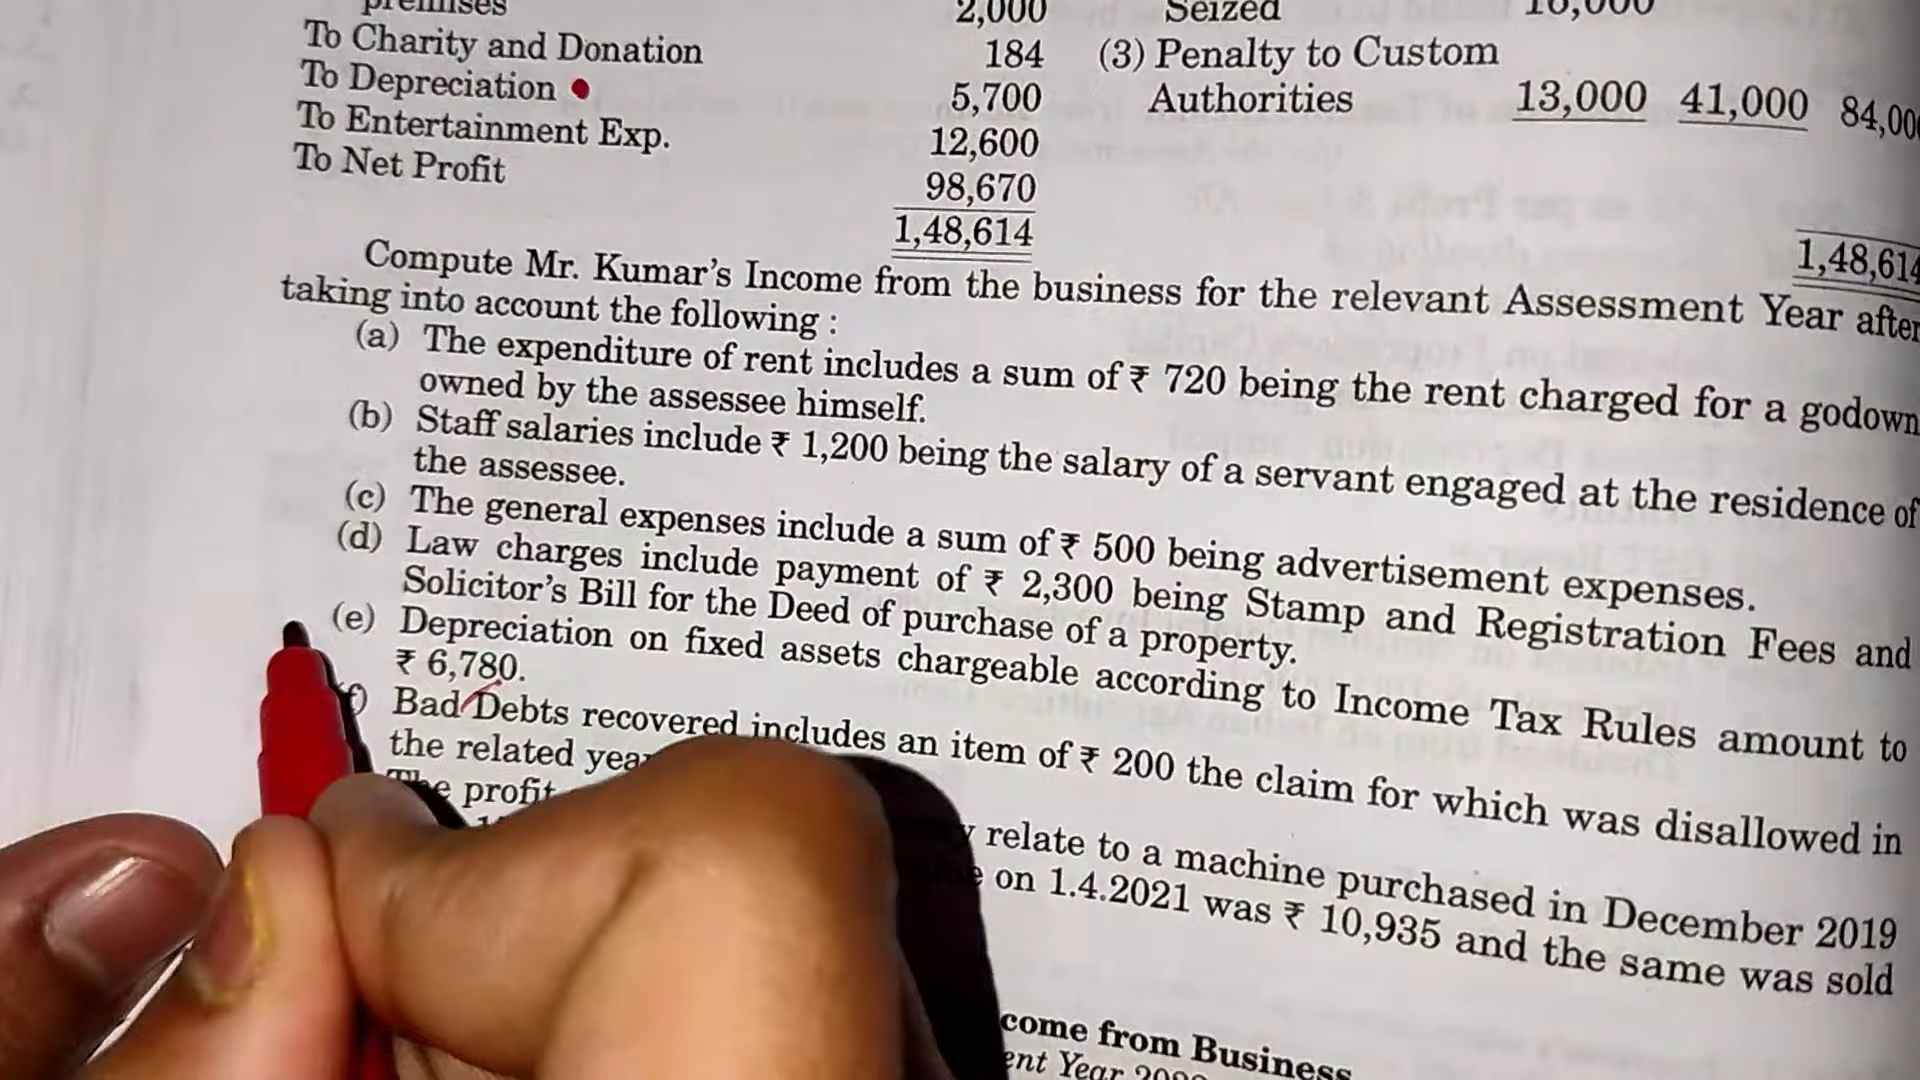 premises 2,000 Seized
To Charity and Donation 184 (3) Penalty to Custom
To Depreciation 5,700 Authorities 13,000 41,000
To Entertainment Exp. 12,600
To Net Profit 98,670
1,48,614 1,48,614
Compute Mr. Kumar's Income from the business for the relevant Assessment Year after
taking into account the following :
(a) The expenditure of rent includes a sum of ₹ 720 being the rent charged for a godown
owned by the assessee himself.
(b) Staff salaries include ₹ 1,200 being the salary of a servant engaged at the residence of
the assessee.
(c) The general expenses include a sum of ₹ 500 being advertisement expenses.
(d) Law charges include payment of ₹ 2,300 being Stamp and Registration Fees and
Solicitor's Bill for the Deed of purchase of a property.
(e) Depreciation on fixed assets chargeable according to Income Tax Rules amount to
₹ 6,780.
f) Bad Debts recovered includes an item of ₹ 200 the claim for which was disallowed in
the related
profit relate to a machine purchased in December 2019
on 1.4.2021 was ₹ 10,935 and the same was sold
come from Business
Year